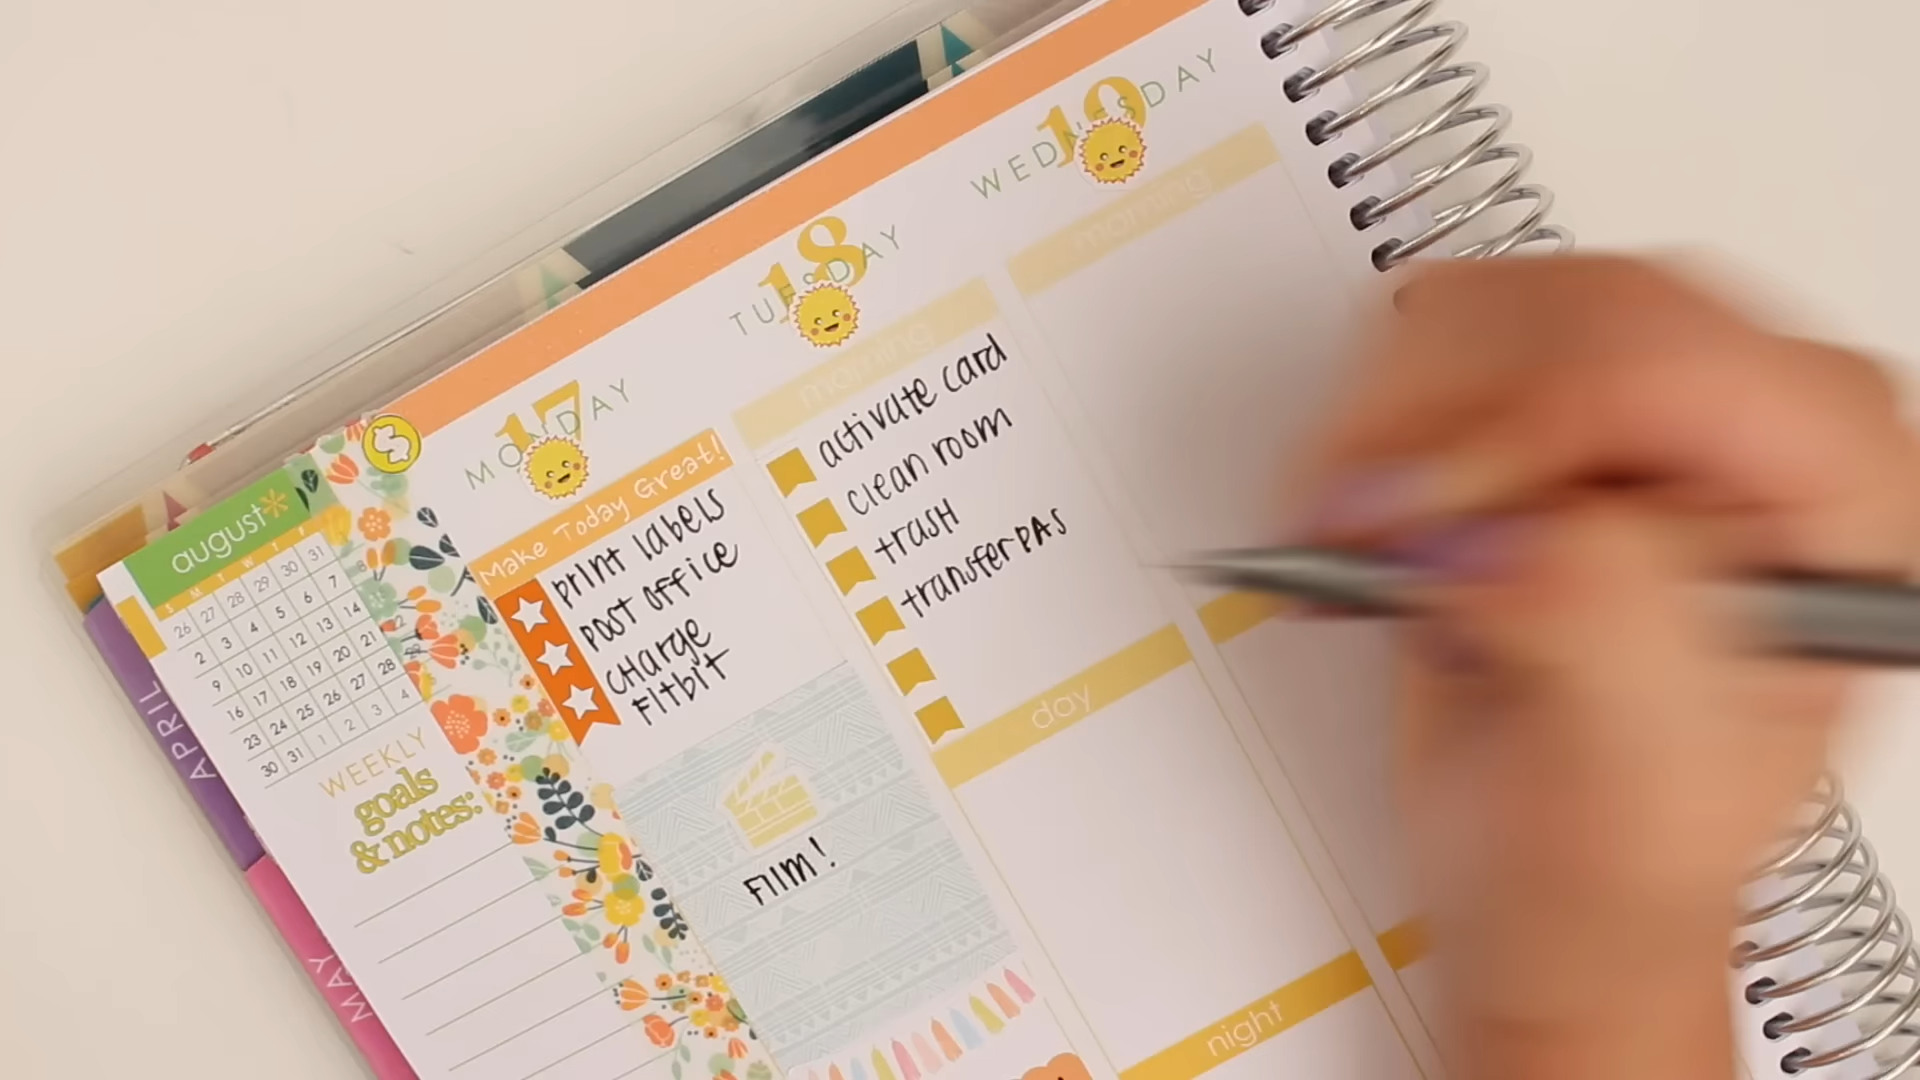 WEDNESDAY
19
morning
TUESDAY
18
morning
activate card
clean room
trash
transfer PAS
day
night
MONDAY
17
Make Today Great!
print labels
post office
charge
fitbit
film!
$
august*
S M T W T F
26 27 28 29 30 31
2 3 4 5 6 7 8
9 10 11 12 13 14
16 17 18 19 20 21 22
23 24 25 26 27 28 29
30 31 1 2 3 4
WEEKLY
goals
& notes:
APRIL
MAY